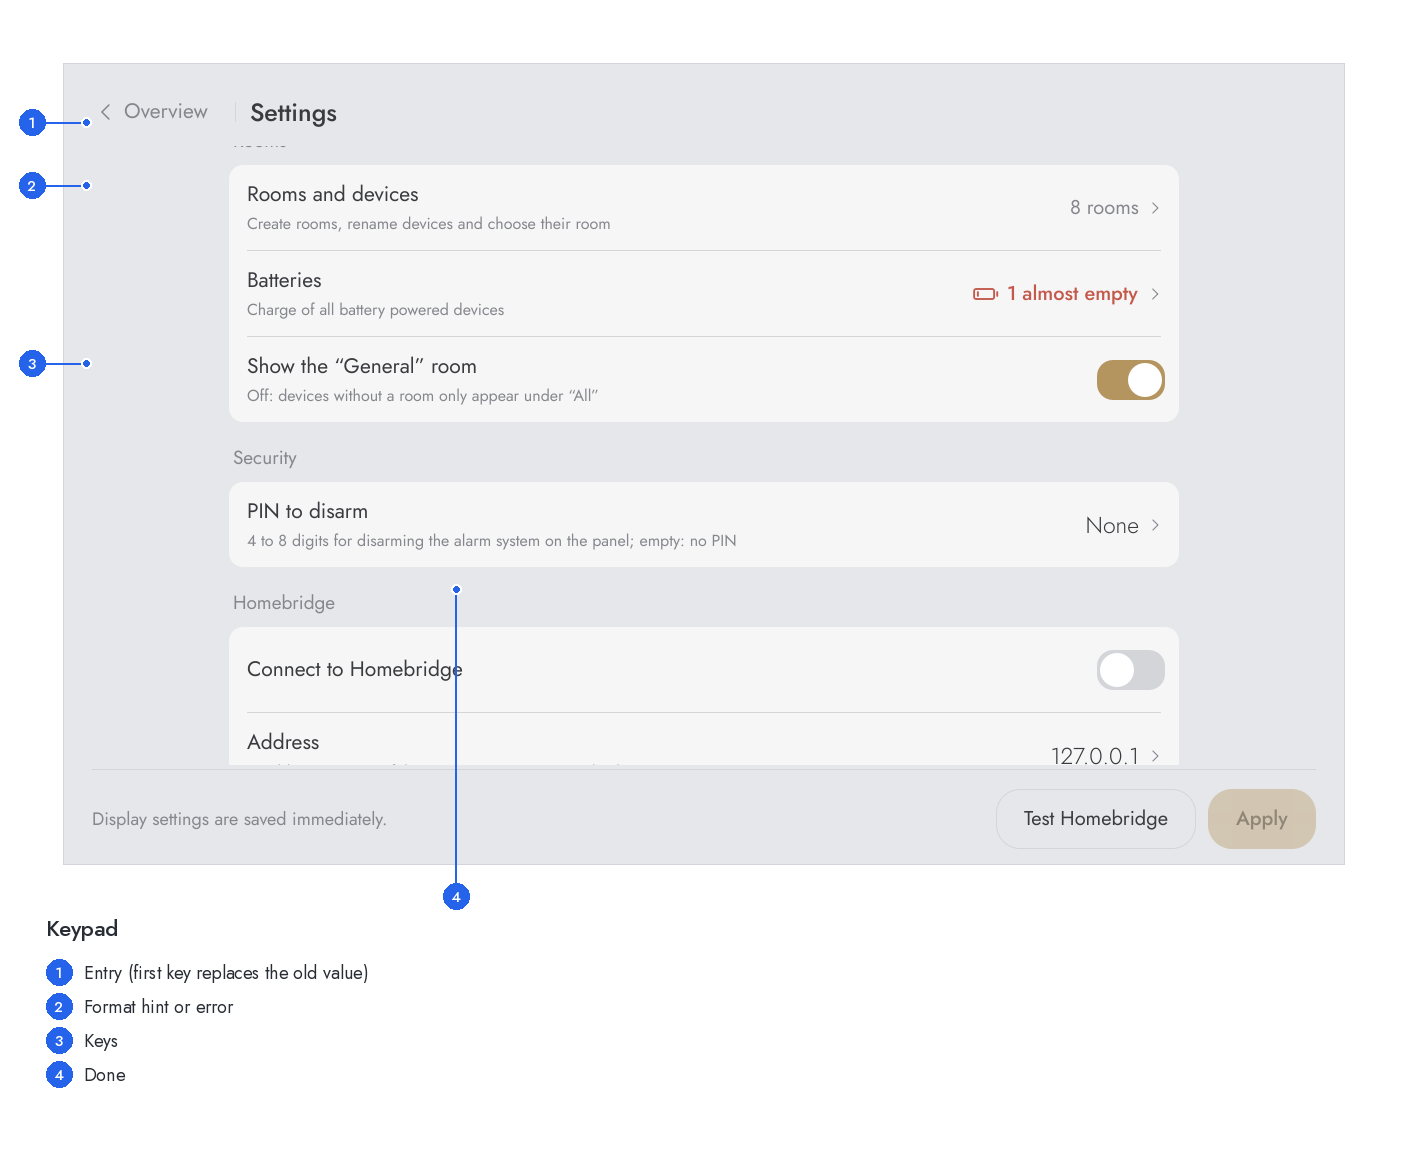 Overview
Settings
Rooms and devices
Create rooms, rename devices and choose their room
8 rooms
Batteries
Charge of all battery powered devices
1 almost empty
Show the “General” room
Off: devices without a room only appear under “All”
Security
PIN to disarm
4 to 8 digits for disarming the alarm system on the panel; empty: no PIN
None
Homebridge
Connect to Homebridge
Address
127.0.0.1
Display settings are saved immediately.
Test Homebridge
Apply
1
2
3
4
Keypad
1 Entry (first key replaces the old value)
2 Format hint or error
3 Keys
4 Done